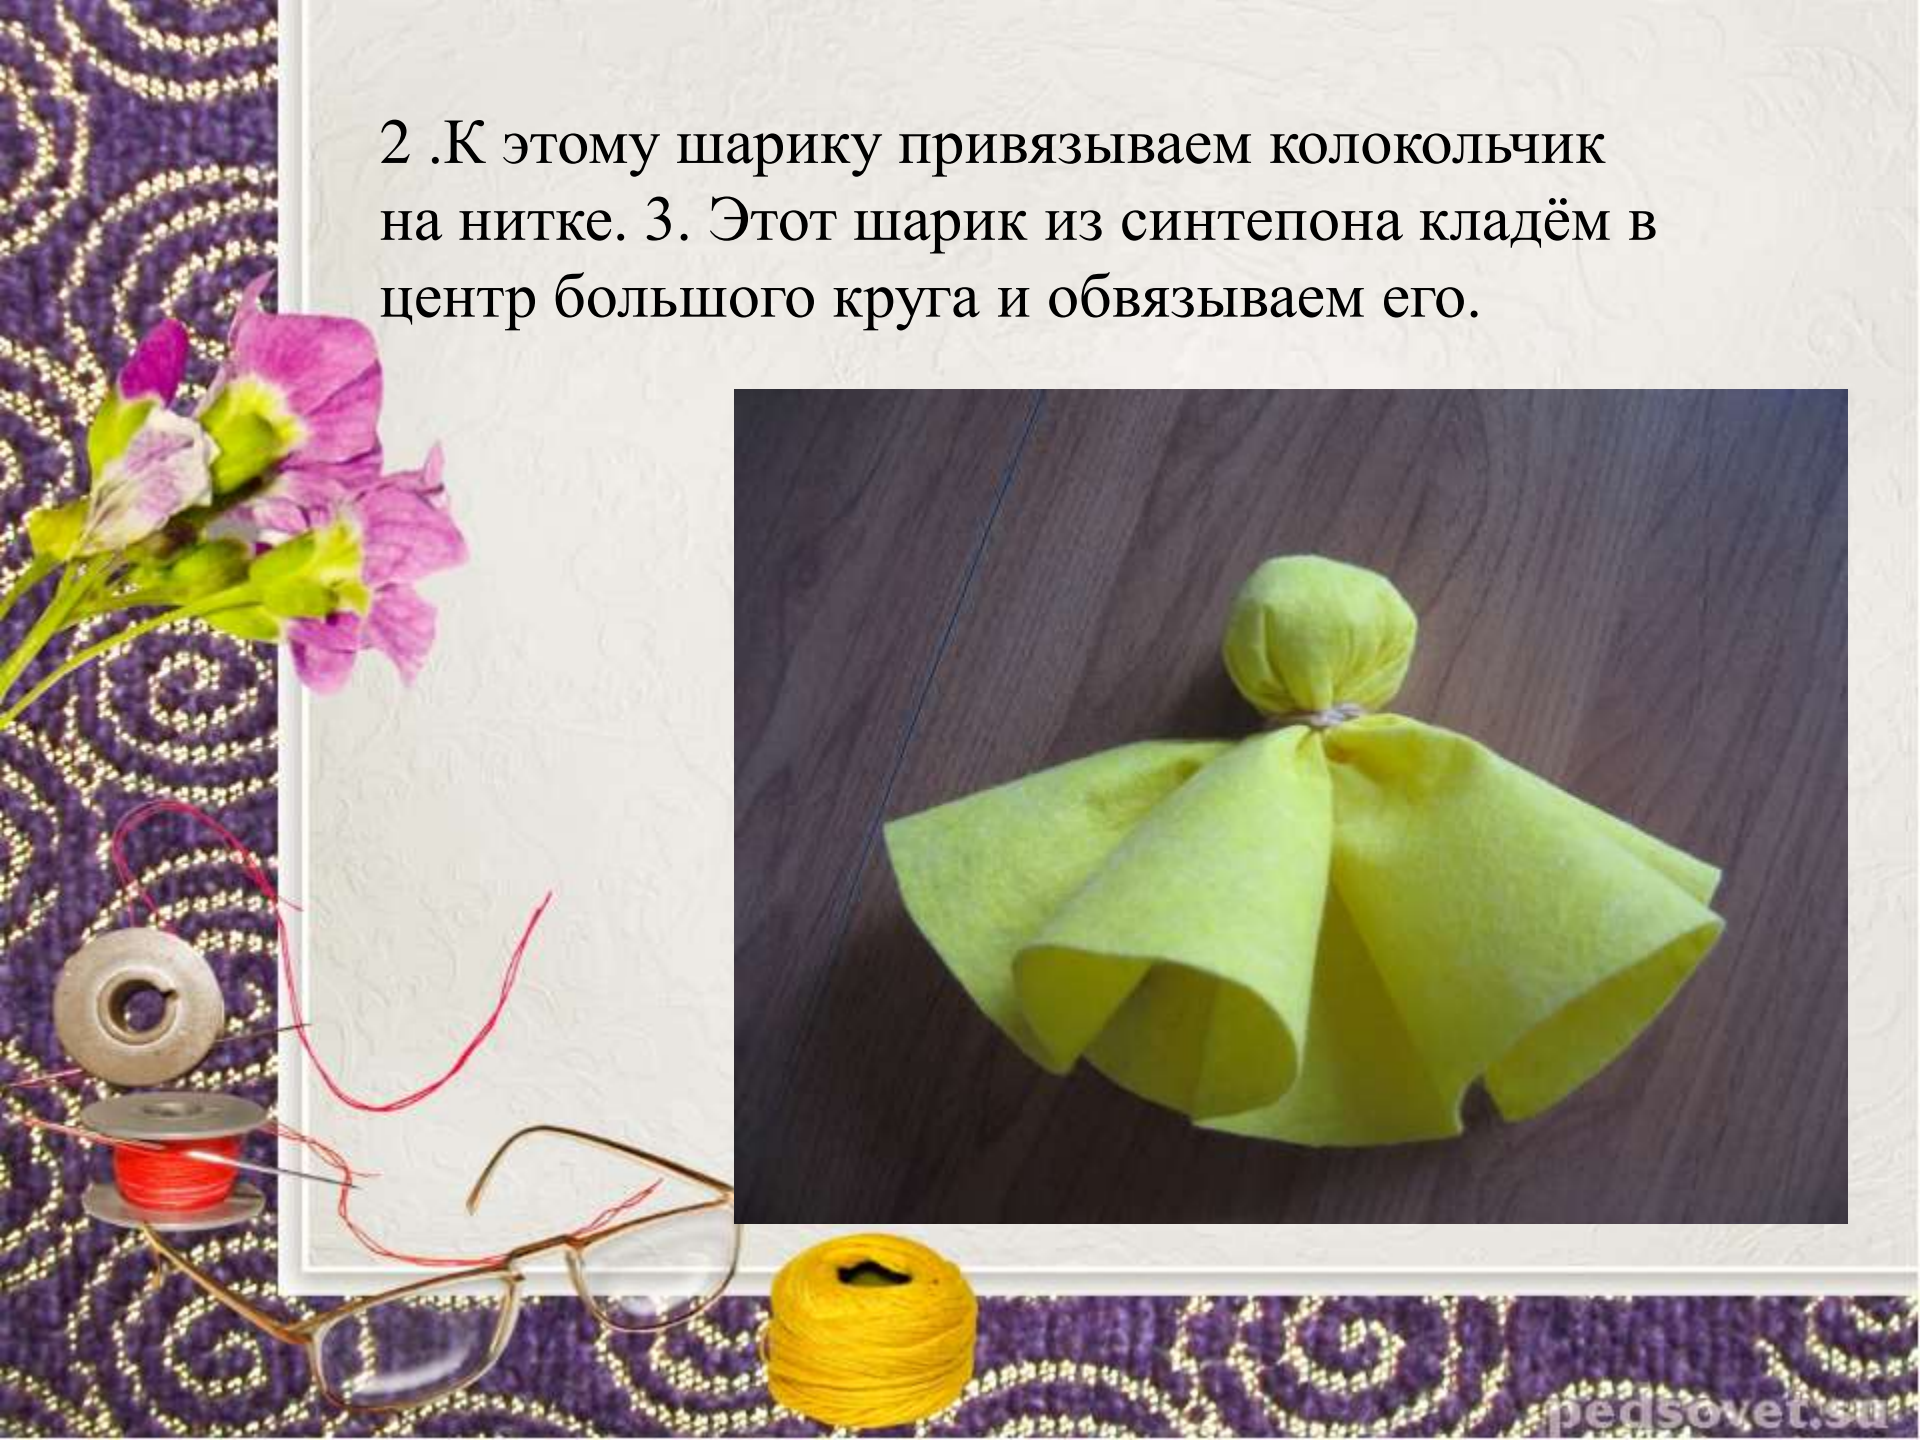 2 .К этому шарику привязываем колокольчик
на нитке. 3. Этот шарик из синтепона кладём в
центр большого круга и обвязываем его.
pedsovet.su